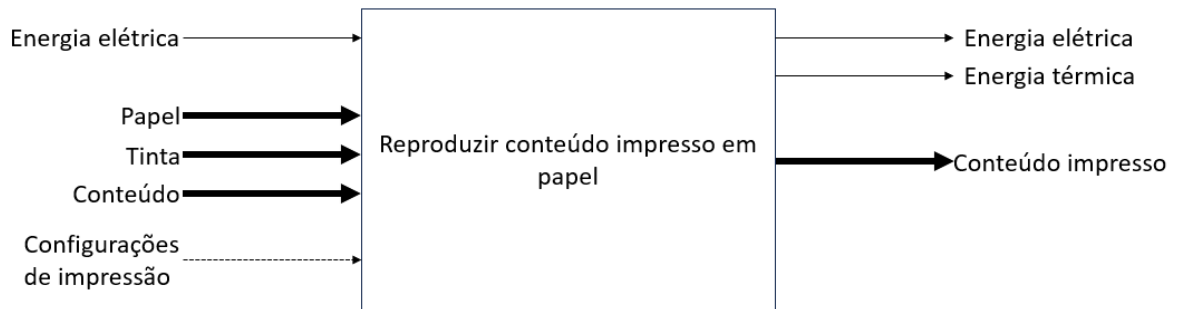 Energia elétrica
Papel
Tinta
Conteúdo
Configurações
de impressão
Reproduzir conteúdo impresso em
papel
Energia elétrica
Energia térmica
Conteúdo impresso